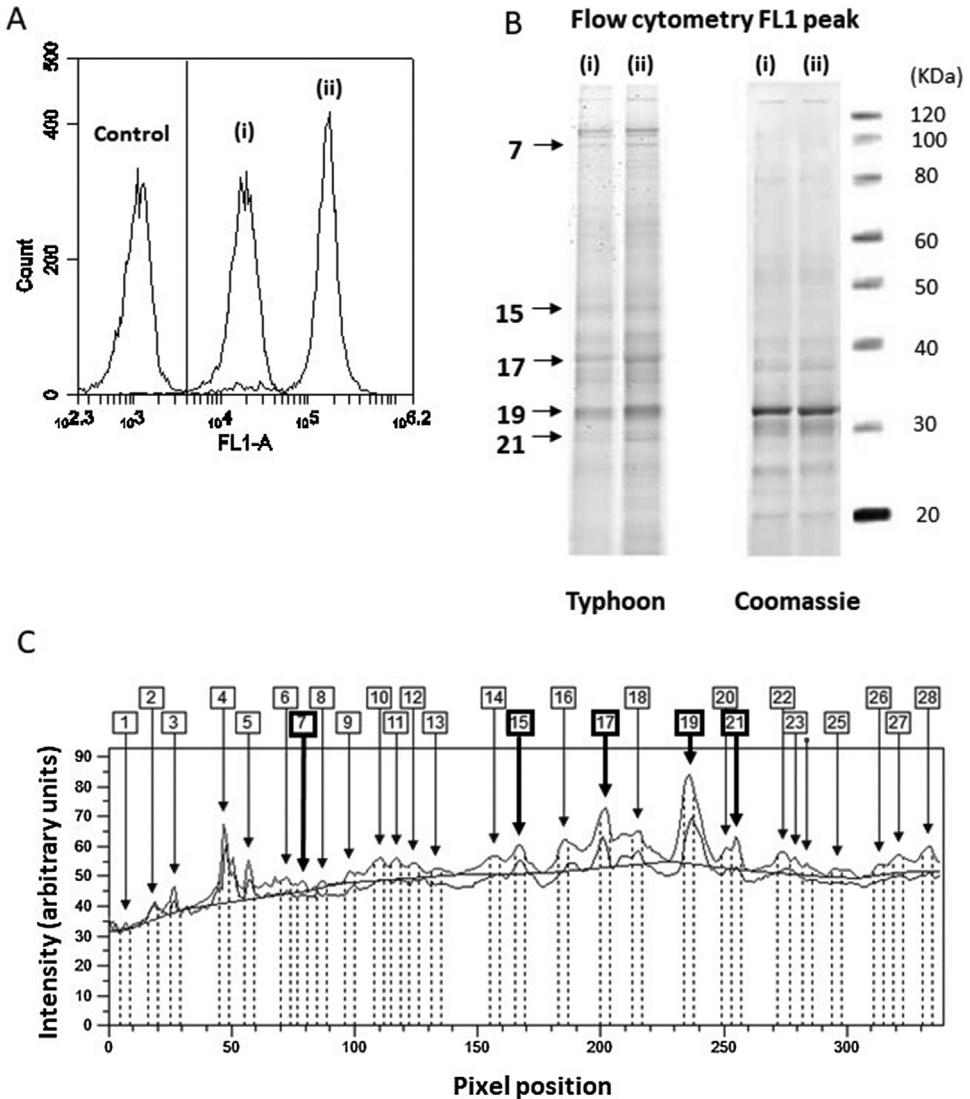 A
500
400
200
0
Count
Control
(i)
(ii)
10^2.3 10^3 10^4 10^5 10^6.2
FL1-A
B
Flow cytometry FL1 peak
(i) (ii) (i) (ii)
(KDa)
7
15
17
19
21
120
100
80
60
50
40
30
20
Typhoon Coomassie
C
2 4 6 8 10 12 14 16 18 20 22 26 28
1 3 5 7 9 11 13 15 17 19 21 23 25 27
90
80
70
60
50
40
30
20
10
0
Intensity (arbitrary units)
0 50 100 150 200 250 300
Pixel position